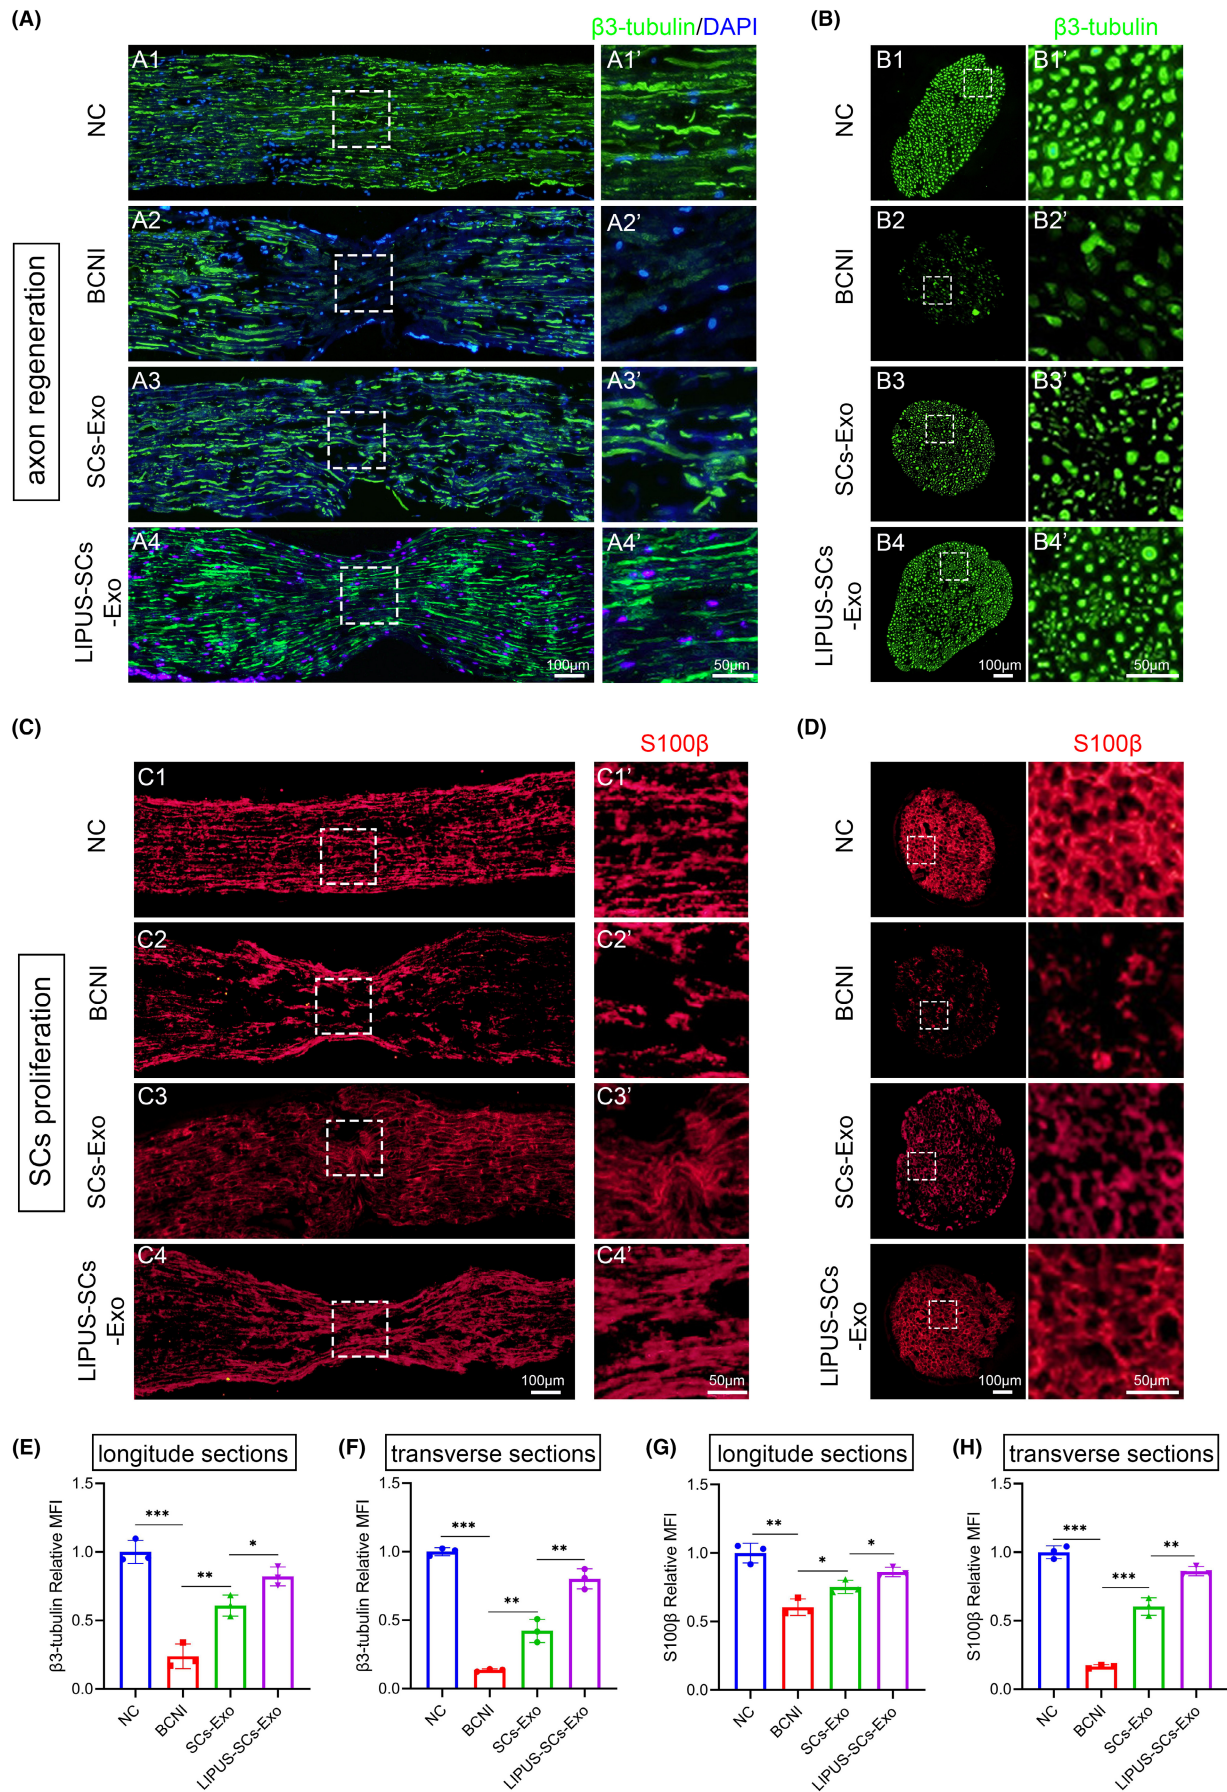 (A)
β3-tubulin/DAPI
(B)
β3-tubulin
axon regeneration
NC
A1
A1’
B1
B1’
BCNI
A2
A2’
BCNI
B2
B2’
SCs-Exo
A3
A3’
SCs-Exo
B3
B3’
LIPUS-SCs
-Exo
A4
100μm
A4’
50μm
NC
LIPUS-SCs
-Exo
B4
100μm
B4’
50μm
(C)
S100β
(D)
S100β
SCs proliferation
NC
C1
C1’
NC
BCNI
C2
C2’
BCNI
SCs-Exo
C3
C3’
SCs-Exo
LIPUS-SCs
-Exo
C4
100μm
C4’
50μm
LIPUS-SCs
-Exo
100μm
50μm
(E)
longitude sections
β3-tubulin Relative MFI
1.5
1.0
0.5
0.0
***
**
*
NC
BCNI
SCs-Exo
LIPUS-SCs-Exo
(F)
transverse sections
β3-tubulin Relative MFI
1.5
1.0
0.5
0.0
***
**
**
NC
BCNI
SCs-Exo
LIPUS-SCs-Exo
(G)
longitude sections
S100β Relative MFI
1.5
1.0
0.5
0.0
**
*
*
NC
BCNI
SCs-Exo
LIPUS-SCs-Exo
(H)
transverse sections
S100β Relative MFI
1.5
1.0
0.5
0.0
***
***
**
NC
BCNI
SCs-Exo
LIPUS-SCs-Exo